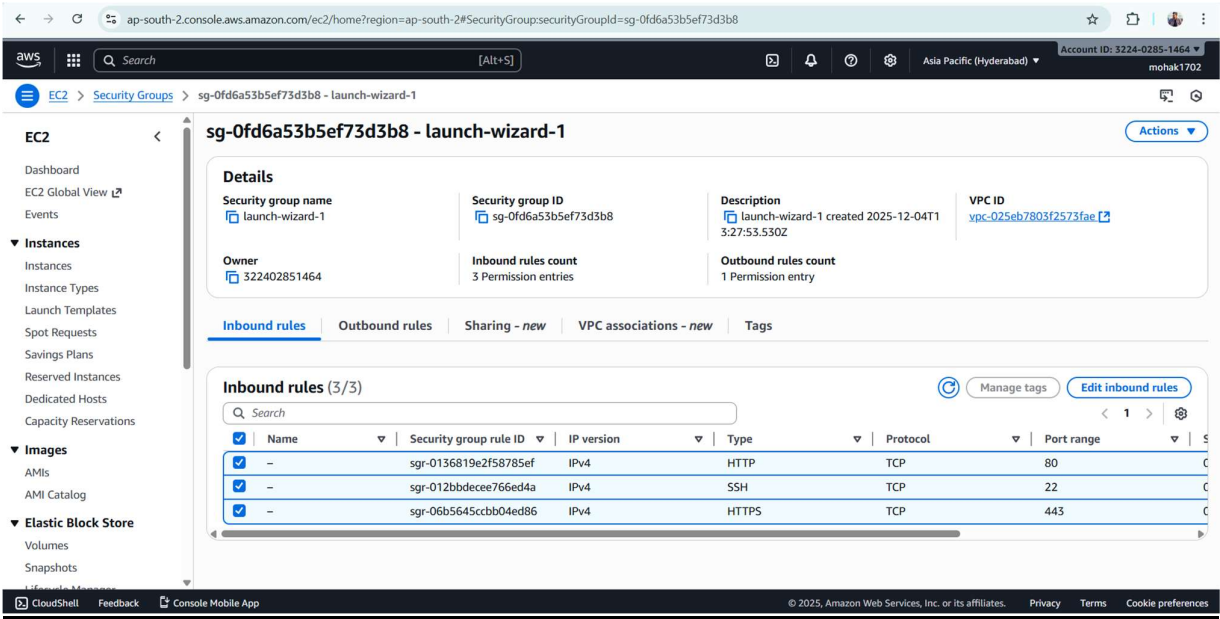 ap-south-2.console.aws.amazon.com/ec2/home?region=ap-south-2#SecurityGroup:securityGroupId=sg-0fd6a53b5ef73d3b8
aws Search [Alt+S] Asia Pacific (Hyderabad) Account ID: 3224-0285-1464
mohak1702
EC2 > Security Groups > sg-0fd6a53b5ef73d3b8 - launch-wizard-1
EC2
Dashboard
EC2 Global View
Events
Instances
Instances
Instance Types
Launch Templates
Spot Requests
Savings Plans
Reserved Instances
Dedicated Hosts
Capacity Reservations
Images
AMIs
AMI Catalog
Elastic Block Store
Volumes
Snapshots
Lifecycle Manager
sg-0fd6a53b5ef73d3b8 - launch-wizard-1
Actions
Details
Security group name Security group ID Description VPC ID
launch-wizard-1 sg-0fd6a53b5ef73d3b8 launch-wizard-1 created 2025-12-04T1 vpc-025eb7803f2573fae
3:27:53.530Z
Owner Inbound rules count Outbound rules count
322402851464 3 Permission entries 1 Permission entry
Inbound rules Outbound rules Sharing - new VPC associations - new Tags
Inbound rules (3/3) Manage tags Edit inbound rules
Search < 1 >
Name Security group rule ID IP version Type Protocol Port range
– sgr-0136819e2f58785ef IPv4 HTTP TCP 80
– sgr-012bbdecee766ed4a IPv4 SSH TCP 22
– sgr-06b5645ccbb04ed86 IPv4 HTTPS TCP 443
CloudShell Feedback Console Mobile App © 2025, Amazon Web Services, Inc. or its affiliates. Privacy Terms Cookie preferences